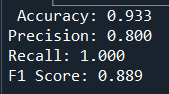 Accuracy: 0.933
Precision: 0.800
Recall: 1.000
F1 Score: 0.889